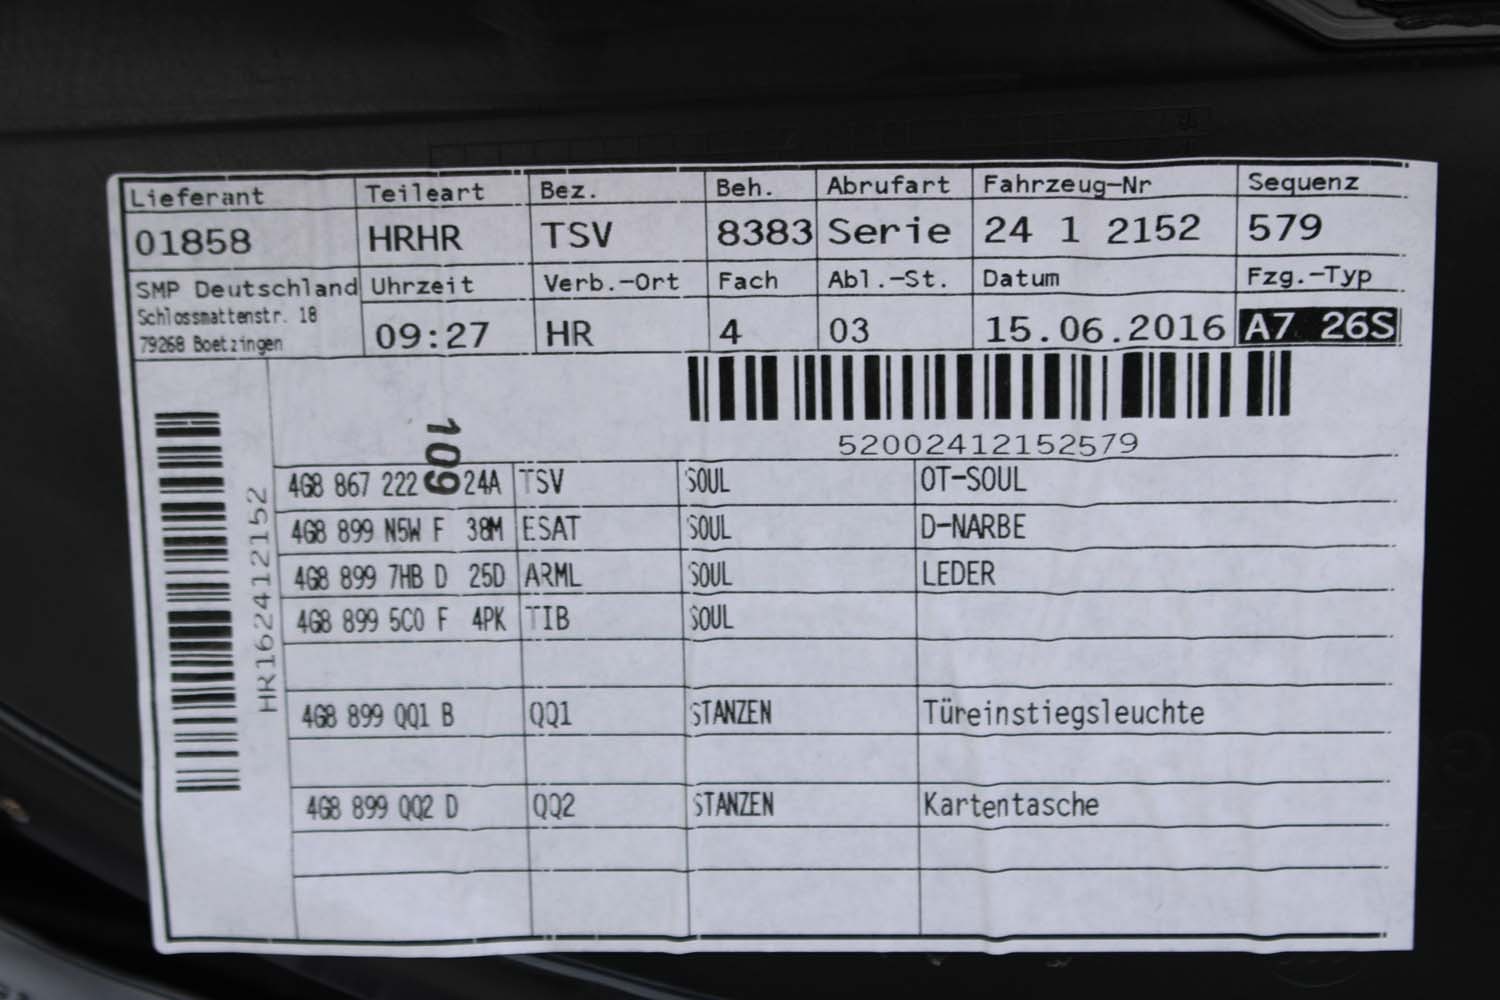 Lieferant Teileart Bez. Beh. Abrufart Fahrzeug-Nr Sequenz
01858 HRHR TSV 8383 Serie 24 1 2152 579
SMP Deutschland Uhrzeit Verb.-Ort Fach Abl.-St. Datum Fzg.-Typ
Schlossmattenstr. 18
79268 Boetzingen 09:27 HR 4 03 15.06.2016 A7 26S
52002412152579
109
HR162412152
4G8 867 222 24A TSV SOUL OT-SOUL
4G8 899 N5W F 38M ESAT SOUL D-NARBE
4G8 899 7HB D 25D ARML SOUL LEDER
4G8 899 5C0 F 4PK TIB SOUL
4G8 899 QQ1 B QQ1 STANZEN Türeinstiegsleuchte
4G8 899 QQ2 D QQ2 STANZEN Kartentasche